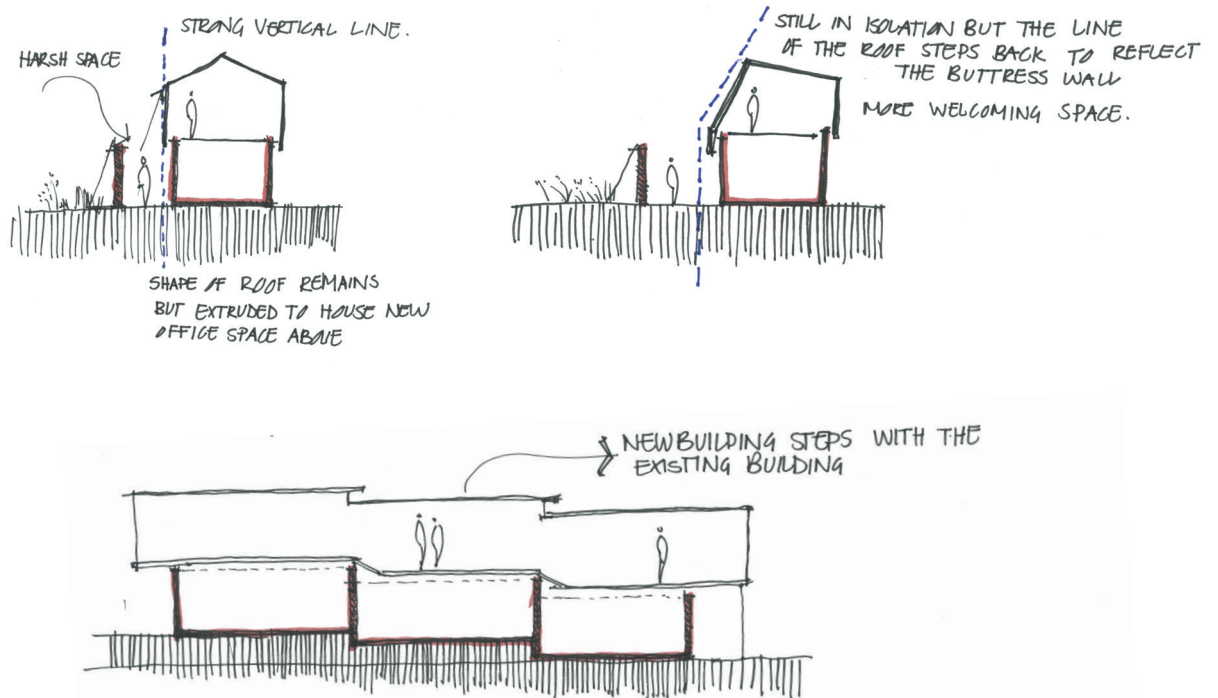 STRONG VERTICAL LINE.
HARSH SPACE
SHAPE OF ROOF REMAINS
BUT EXTRUDED TO HOUSE NEW
OFFICE SPACE ABOVE
STILL IN ISOLATION BUT THE LINE
OF THE ROOF STEPS BACK TO REFLECT
THE BUTTRESS WALL
MORE WELCOMING SPACE.
NEW BUILDING STEPS WITH THE
EXISTING BUILDING